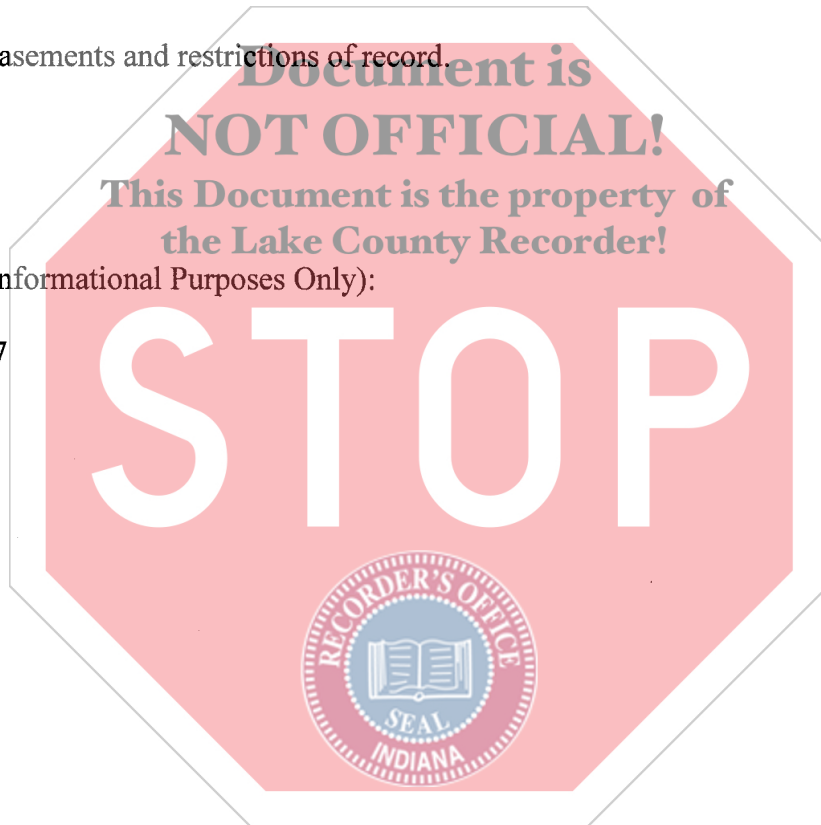 asements and restrictions of record.
Document is
NOT OFFICIAL!
This Document is the property of
the Lake County Recorder!
nformational Purposes Only):
7
STOP
RECORDER'S OFFICE
SEAL
INDIANA